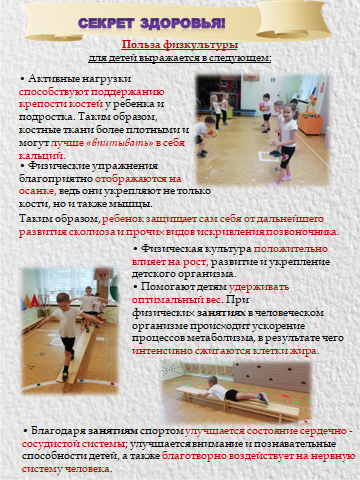 СЕКРЕТ ЗДОРОВЬЯ!
Польза физкультуры
для детей выражается в следующем:
• Активные нагрузки
способствуют поддержанию
крепости костей у ребенка и
подростка. Таким образом,
костные ткани более плотными и
могут лучше «впитывать» в себя
кальций.
• Физические упражнения
благоприятно отображаются на
осанке, ведь они укрепляют не только
кости, но и также мышцы.
Таким образом, ребенок защищает сам себя от дальнейшего
развития сколиоза и прочих видов искривления позвоночника.
• Физическая культура положительно
влияет на рост, развитие и укрепление
детского организма.
• Помогают детям удерживать
оптимальный вес. При
физических занятиях в человеческом
организме происходит ускорение
процессов метаболизма, в результате чего
интенсивно сжигаются клетки жира.
• Благодаря занятиям спортом улучшается состояние сердечно -
сосудистой системы; улучшается внимание и познавательные
способности детей, а также благотворно воздействует на нервную
систему человека.